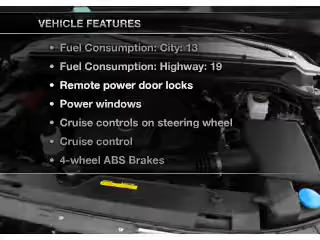 VEHICLE FEATURES
• Fuel Consumption: City: 13
• Fuel Consumption: Highway: 19
• Remote power door locks
• Power windows
• Cruise controls on steering wheel
• Cruise control
• 4-wheel ABS Brakes